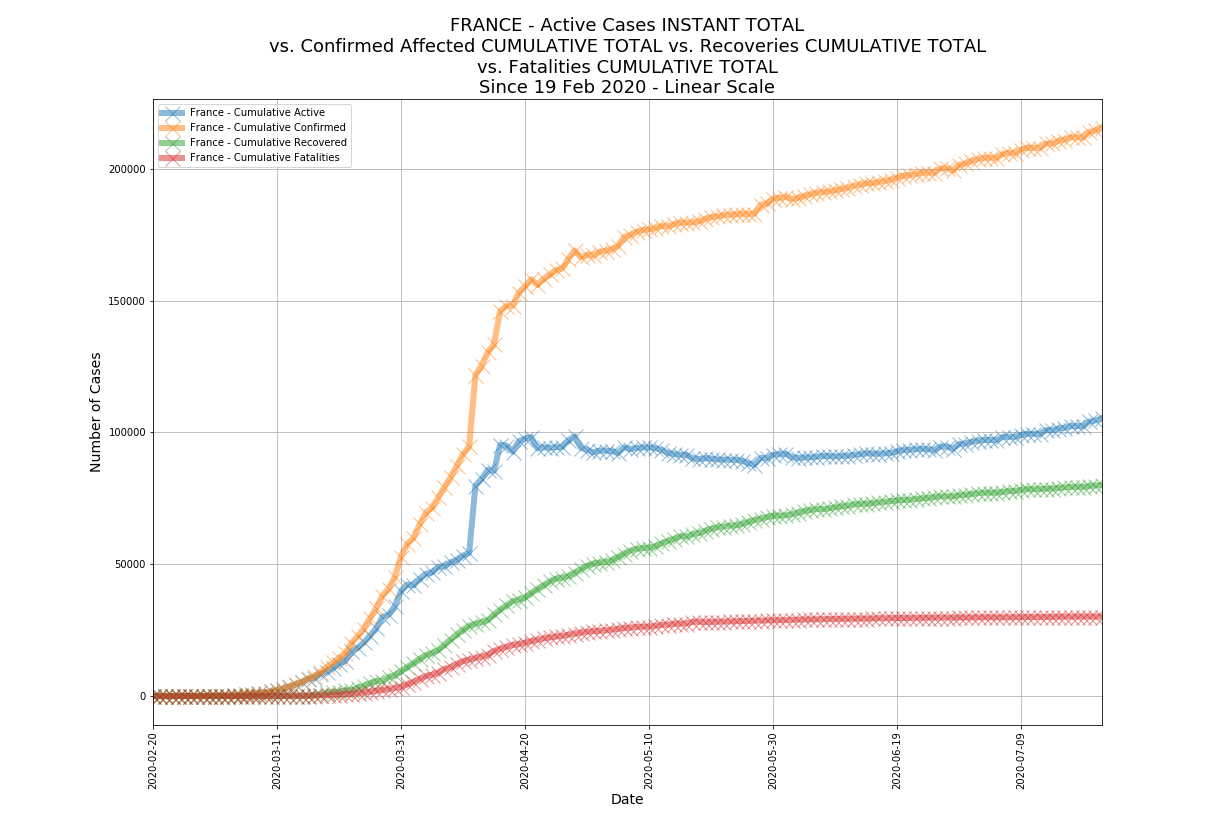 FRANCE - Active Cases INSTANT TOTAL
vs. Confirmed Affected CUMULATIVE TOTAL vs. Recoveries CUMULATIVE TOTAL
vs. Fatalities CUMULATIVE TOTAL
Since 19 Feb 2020 - Linear Scale
France - Cumulative Active
France - Cumulative Confirmed
France - Cumulative Recovered
France - Cumulative Fatalities
Number of Cases
200000
150000
100000
50000
0
2020-02-20
2020-03-11
2020-03-31
2020-04-20
2020-05-10
2020-05-30
2020-06-19
2020-07-09
Date